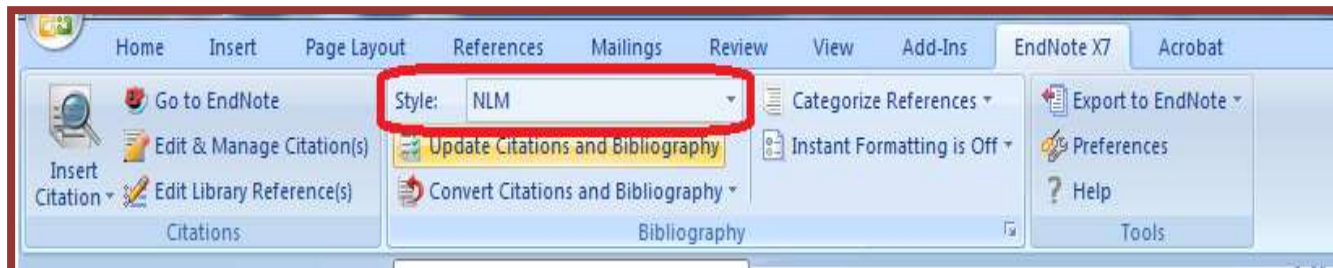 Home Insert Page Layout References Mailings Review View Add-Ins EndNote X7 Acrobat
Go to EndNote
Edit & Manage Citation(s)
Edit Library Reference(s)
Insert
Citation
Citations
Style: NLM
Update Citations and Bibliography
Convert Citations and Bibliography
Categorize References
Instant Formatting is Off
Bibliography
Export to EndNote
Preferences
? Help
Tools